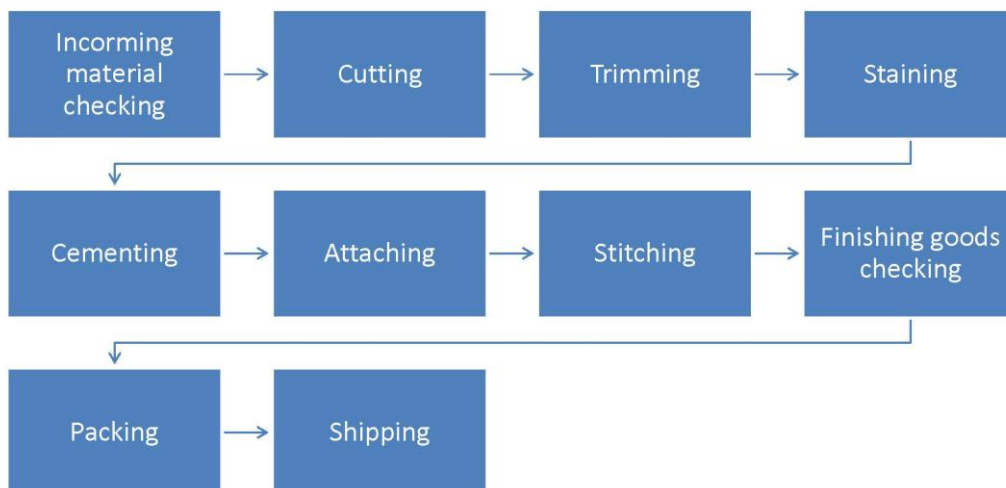 Incorming
material
checking
Cutting
Trimming
Staining
Cementing
Attaching
Stitching
Finishing goods
checking
Packing
Shipping